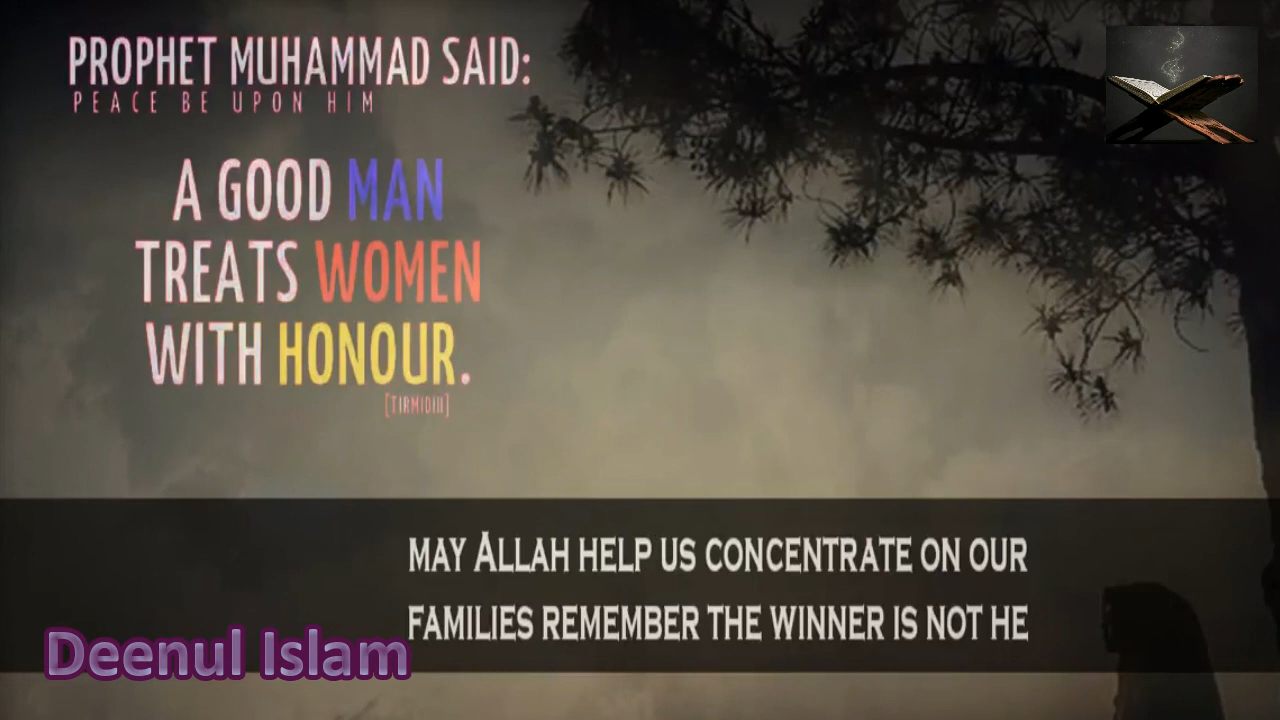 PROPHET MUHAMMAD SAID:
PEACE BE UPON HIM
A GOOD MAN
TREATS WOMEN
WITH HONOUR.
[TIRMIDHI]
MAY ALLAH HELP US CONCENTRATE ON OUR
FAMILIES REMEMBER THE WINNER IS NOT HE
Deenul Islam